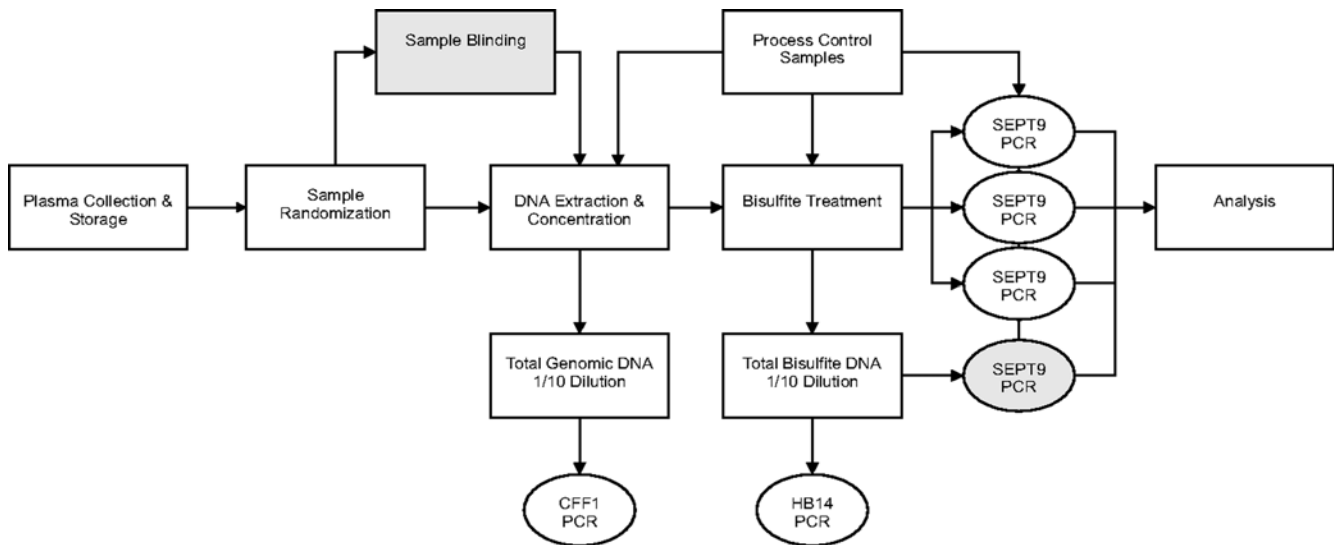 Sample Blinding
Process Control
Samples
SEPT9
PCR
Plasma Collection &
Storage
Sample
Randomization
DNA Extraction &
Concentration
Bisulfite Treatment
SEPT9
PCR
Analysis
SEPT9
PCR
Total Genomic DNA
1/10 Dilution
Total Bisulfite DNA
1/10 Dilution
SEPT9
PCR
CFF1
PCR
HB14
PCR